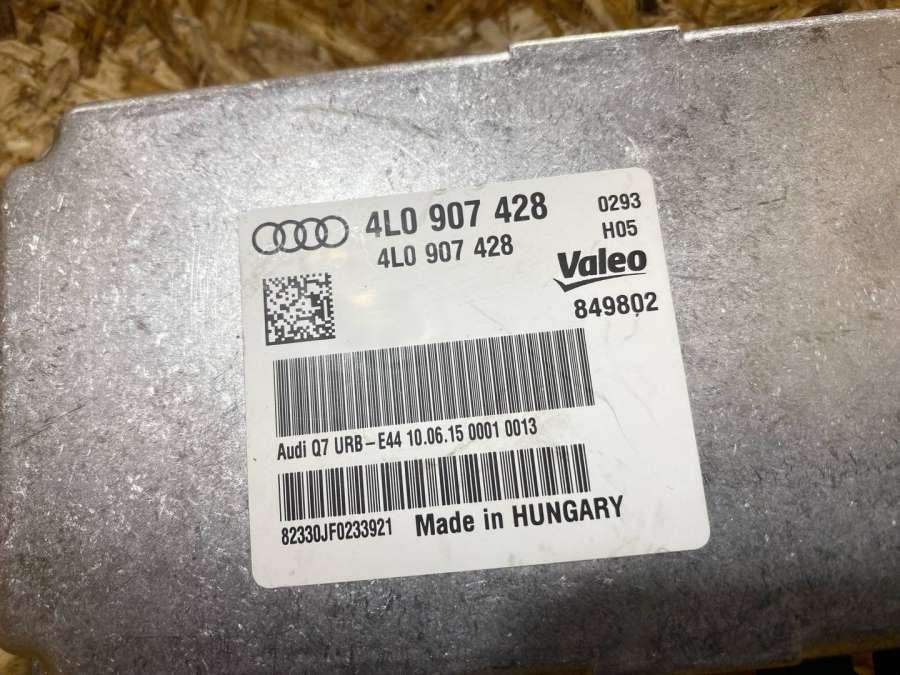 4L0 907 428
4L0 907 428
0293
H05
Valeo
849802
Audi Q7 URB-E44 10.06.15 0001 0013
82330JF0233921
Made in HUNGARY